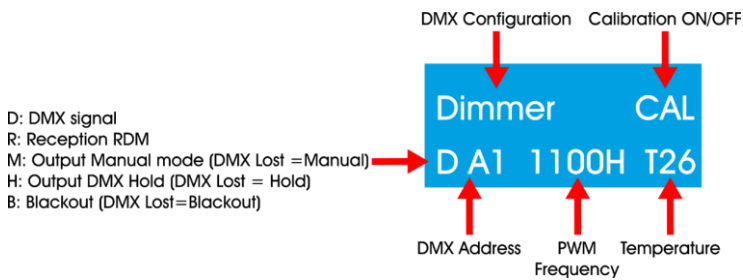 DMX Configuration Calibration ON/OFF
Dimmer CAL
D: DMX signal
R: Reception RDM
M: Output Manual mode (DMX Lost =Manual)
H: Output DMX Hold (DMX Lost = Hold)
B: Blackout (DMX Lost=Blackout)
D A1 1100H T26
DMX Address PWM Frequency Temperature